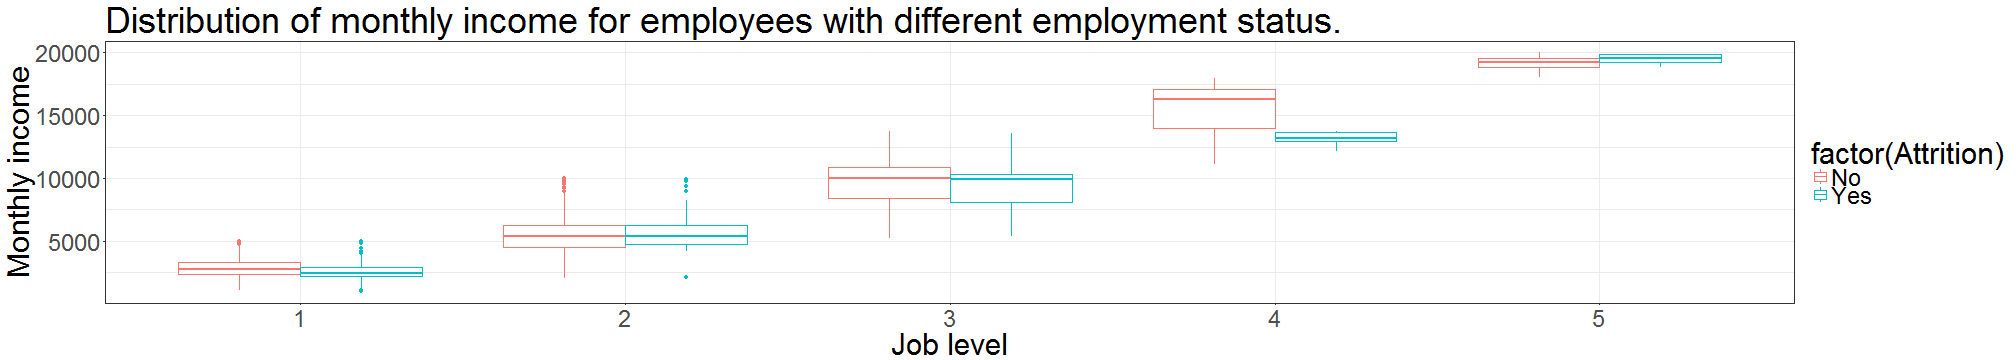 Distribution of monthly income for employees with different employment status.
Monthly income
20000
15000
10000
5000
1 2 3 4 5
Job level
factor(Attrition)
No
Yes